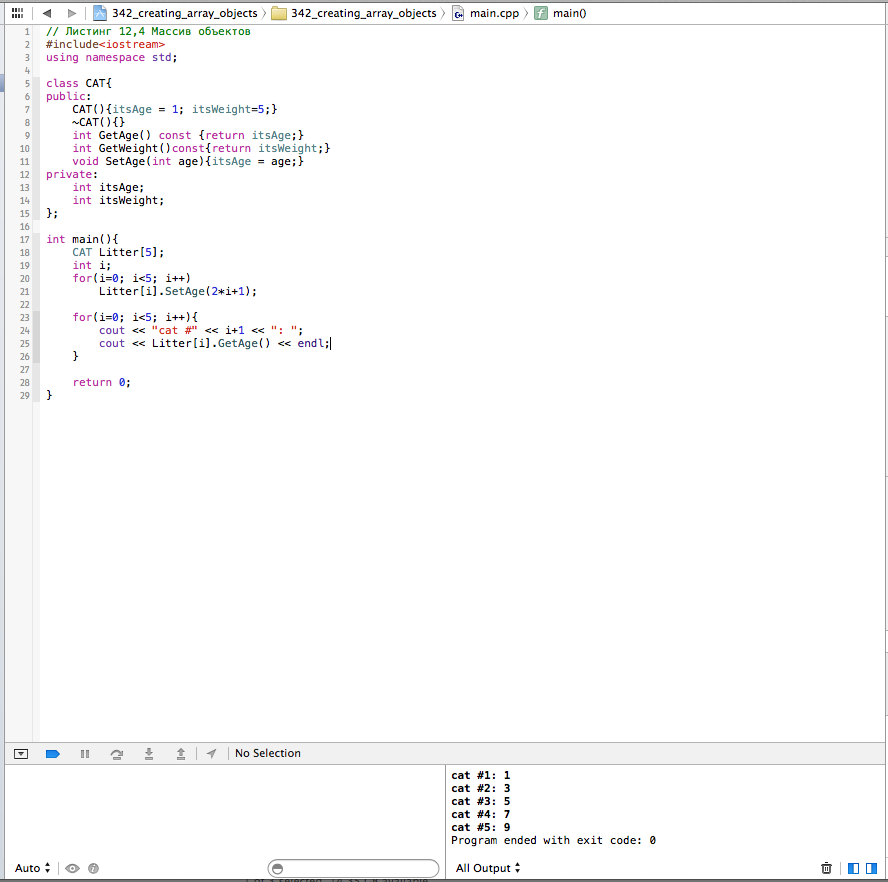 342_creating_array_objects 342_creating_array_objects main.cpp main()
1 // Листинг 12,4 Массив объектов
2 #include<iostream>
3 using namespace std;
4
5 class CAT{
6 public:
7 CAT(){itsAge = 1; itsWeight=5;}
8 ~CAT(){}
9 int GetAge() const {return itsAge;}
10 int GetWeight()const{return itsWeight;}
11 void SetAge(int age){itsAge = age;}
12 private:
13 int itsAge;
14 int itsWeight;
15 };
16
17 int main(){
18 CAT Litter[5];
19 int i;
20 for(i=0; i<5; i++)
21 Litter[i].SetAge(2*i+1);
22
23 for(i=0; i<5; i++){
24 cout << "cat #" << i+1 << ": ";
25 cout << Litter[i].GetAge() << endl;
26 }
27
28 return 0;
29 }
No Selection
cat #1: 1
cat #2: 3
cat #3: 5
cat #4: 7
cat #5: 9
Program ended with exit code: 0
Auto All Output